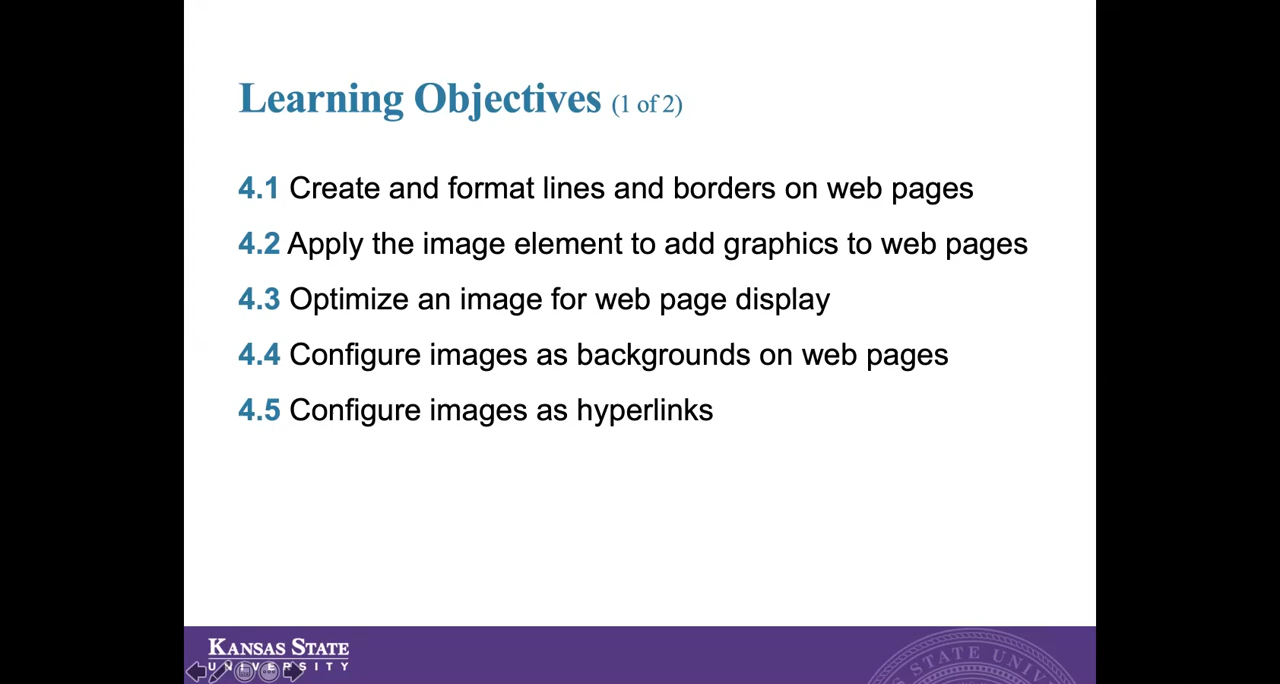 Learning Objectives (1 of 2)
4.1 Create and format lines and borders on web pages
4.2 Apply the image element to add graphics to web pages
4.3 Optimize an image for web page display
4.4 Configure images as backgrounds on web pages
4.5 Configure images as hyperlinks
KANSAS STATE
UNIVERSITY
STATE UNIV